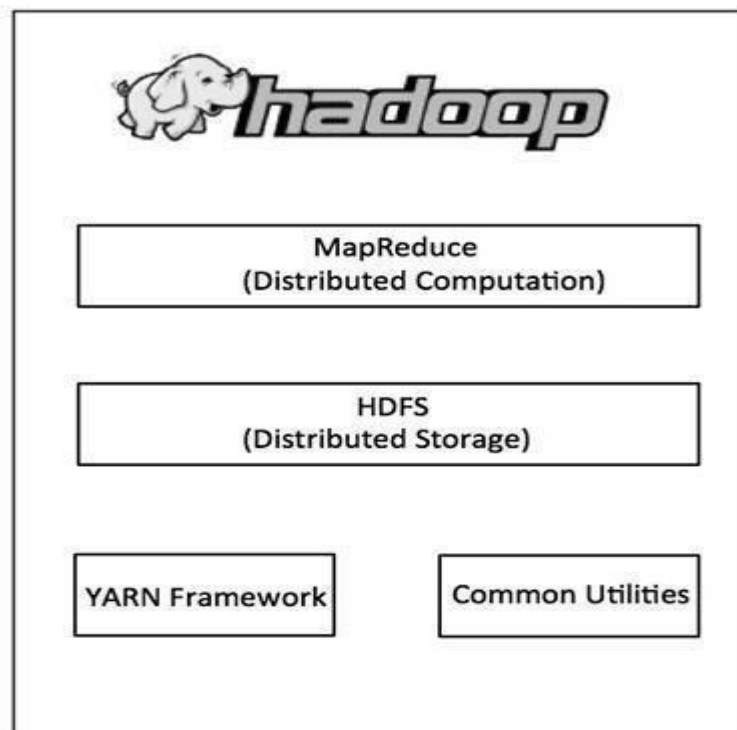 hadoop
MapReduce
(Distributed Computation)
HDFS
(Distributed Storage)
YARN Framework
Common Utilities